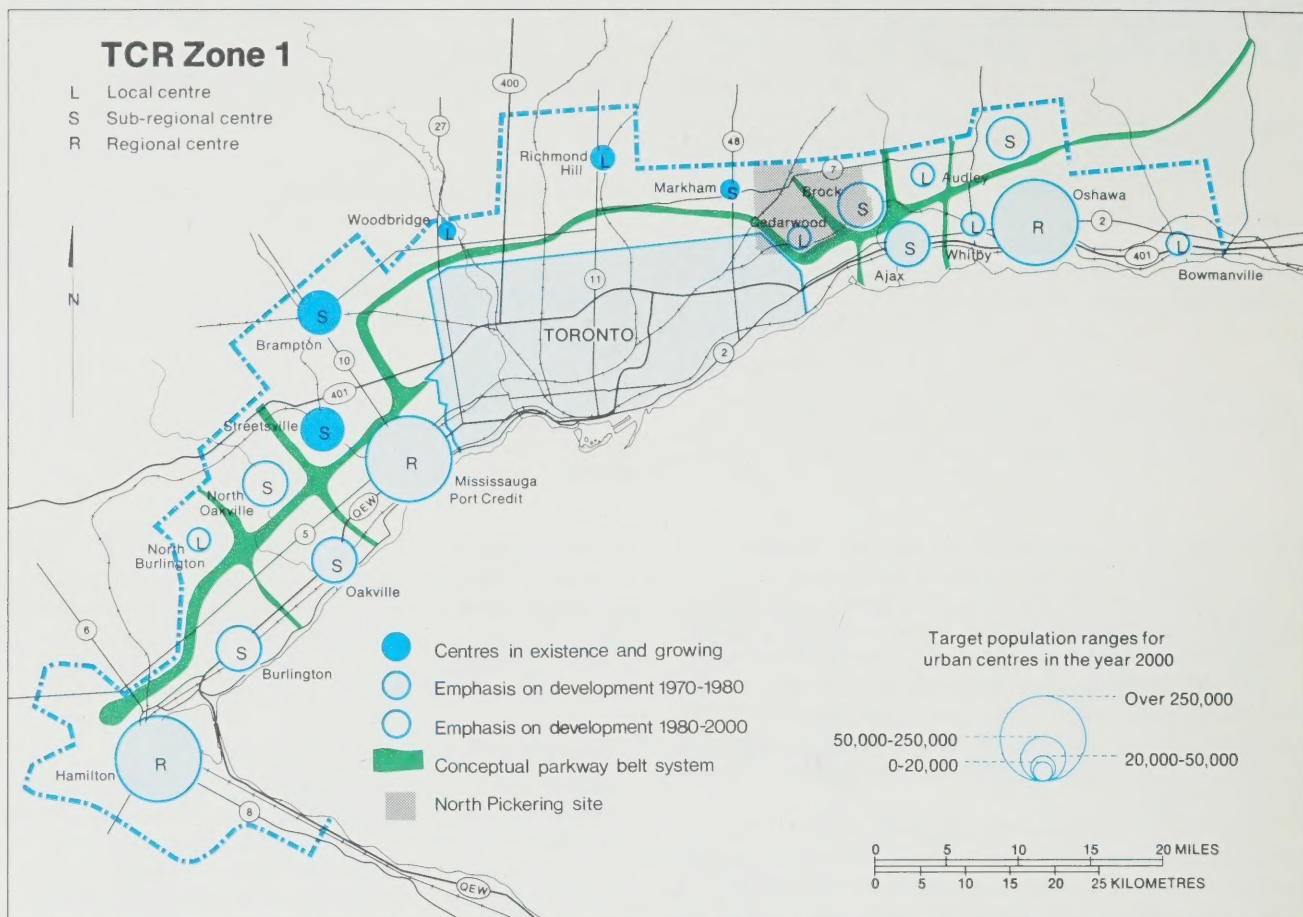 TCR Zone 1
L Local centre
S Sub-regional centre
R Regional centre
400
27
Richmond
Hill
L
48
Markham
S
7
Brock
S
Cedarwood
L
L
Audley
S
Oshawa
R
2
Woodbridge
L
N
S
Brampton
10
401
11
TORONTO
2
S
Ajax
L
Whitby
401
L
Bowmanville
Streetsville
S
R
Mississauga
Port Credit
S
North
Oakville
QEW
5
L
North
Burlington
S
Oakville
6
S
Burlington
R
Hamilton
8
QEW
Centres in existence and growing
Emphasis on development 1970-1980
Emphasis on development 1980-2000
Conceptual parkway belt system
North Pickering site
Target population ranges for
urban centres in the year 2000
Over 250,000
50,000-250,000
20,000-50,000
0-20,000
0 5 10 15 20 MILES
0 5 10 15 20 25 KILOMETRES